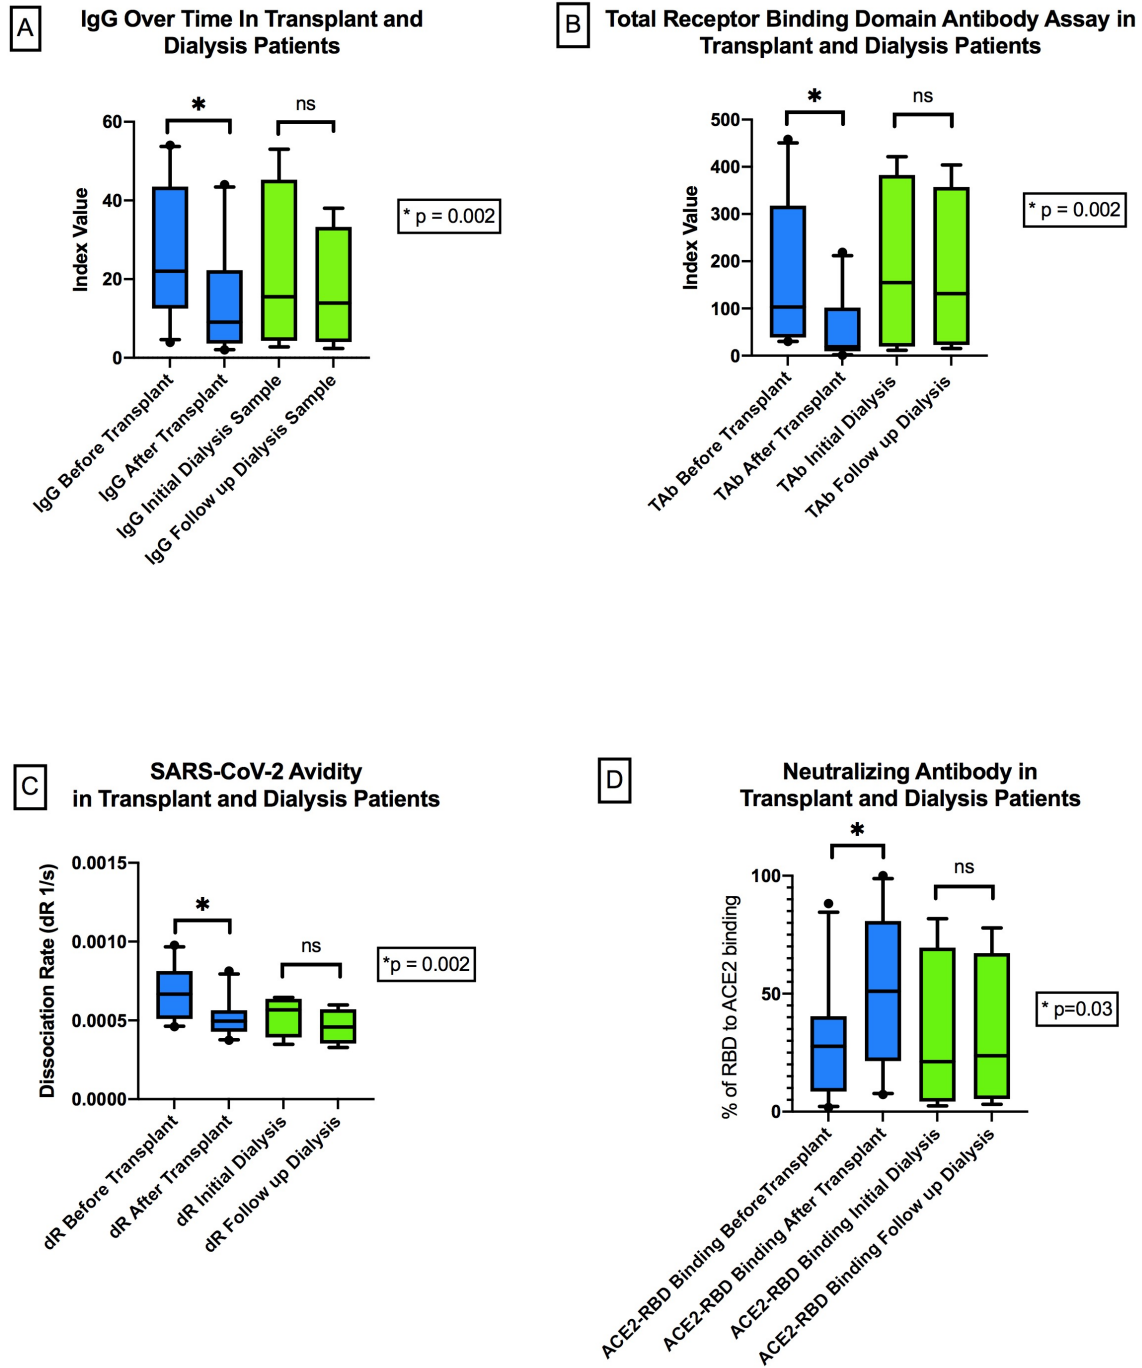 A
IgG Over Time In Transplant and
Dialysis Patients
*
ns
60
40
20
0
Index Value
* p = 0.002
IgG Before Transplant
IgG After Transplant
IgG Initial Dialysis Sample
IgG Follow up Dialysis Sample
B
Total Receptor Binding Domain Antibody Assay in
Transplant and Dialysis Patients
*
ns
500
400
300
200
100
0
Index Value
* p = 0.002
TAb Before Transplant
TAb After Transplant
TAb Initial Dialysis
TAb Follow up Dialysis
C
SARS-CoV-2 Avidity
in Transplant and Dialysis Patients
*
ns
0.0015
0.0010
0.0005
0.0000
Dissociation Rate (dR 1/s)
*p = 0.002
dR Before Transplant
dR After Transplant
dR Initial Dialysis
dR Follow up Dialysis
D
Neutralizing Antibody in
Transplant and Dialysis Patients
*
ns
100
50
0
% of RBD to ACE2 binding
* p=0.03
ACE2-RBD Binding BeforeTransplant
ACE2-RBD Binding After Transplant
ACE2-RBD Binding Initial Dialysis
ACE2-RBD Binding Follow up Dialysis